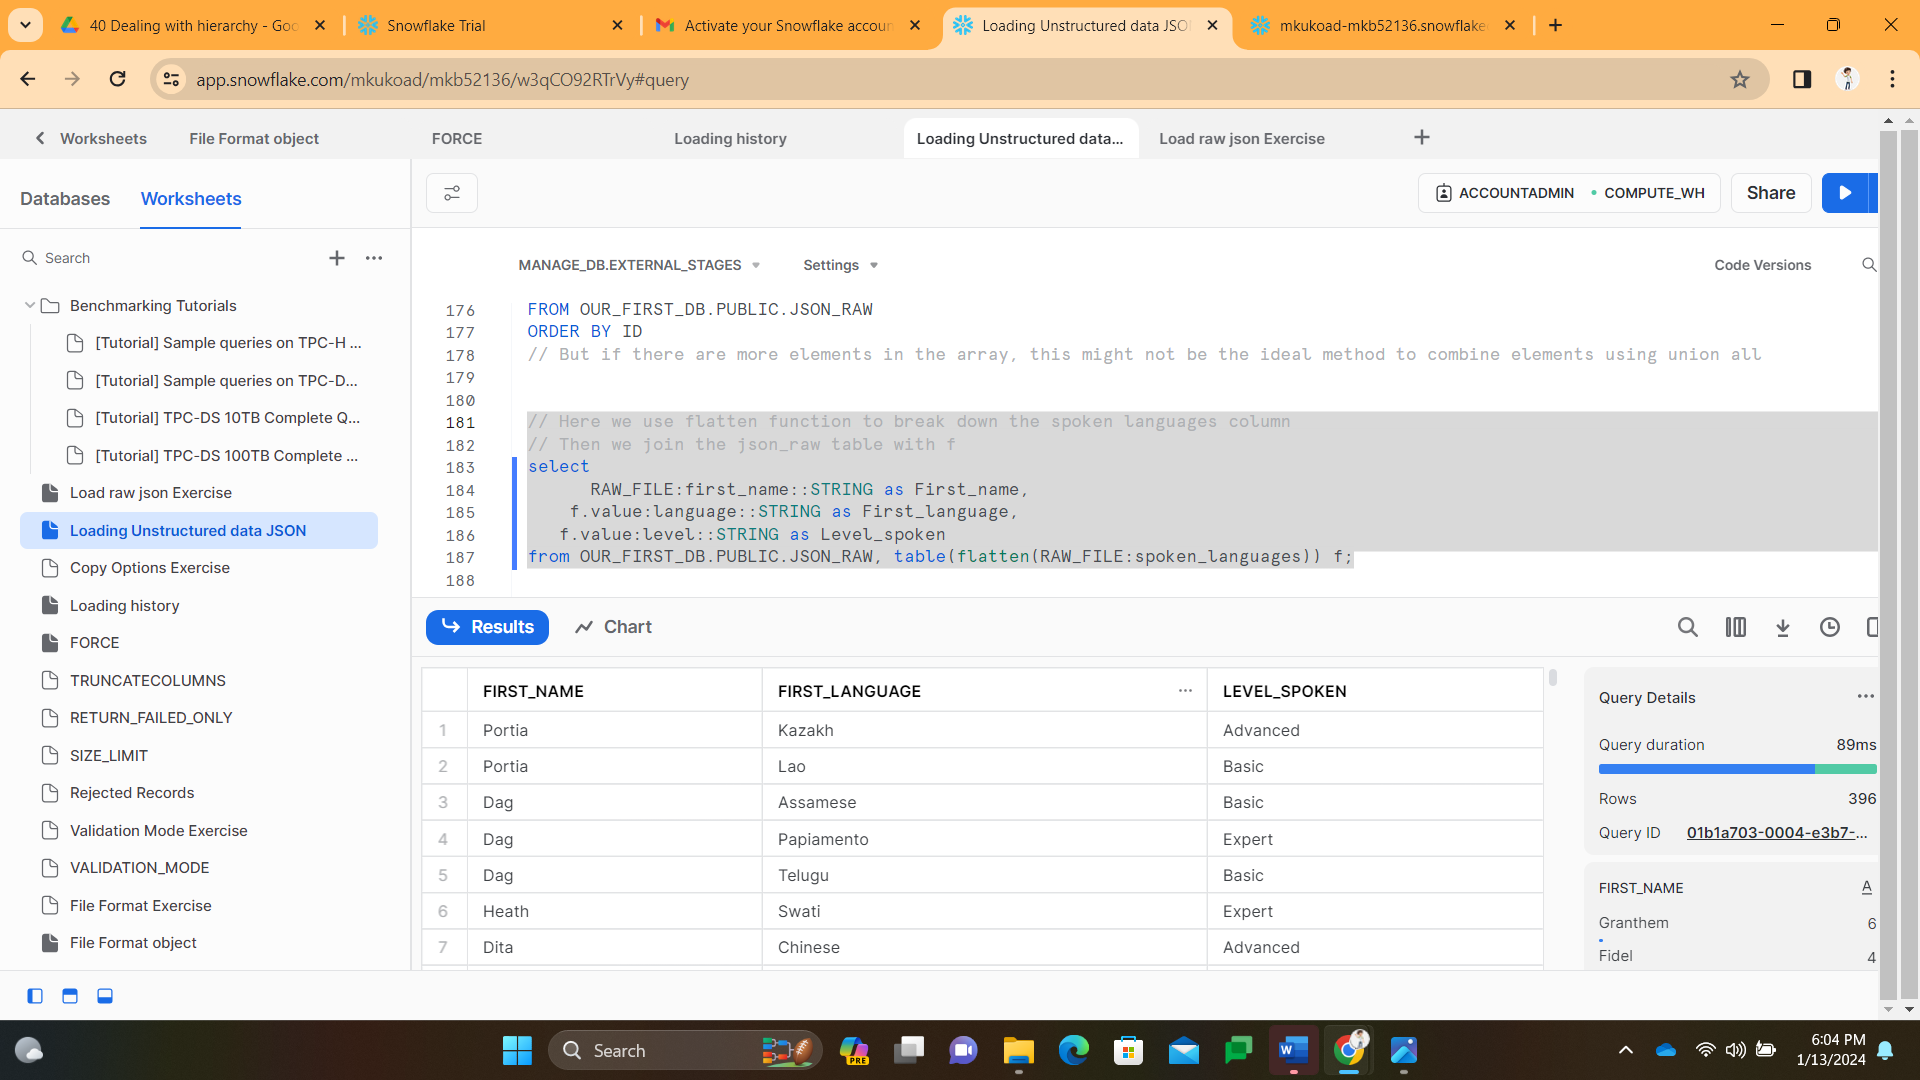 40 Dealing with hierarchy - Goo
Snowflake Trial
Activate your Snowflake accoun
Loading Unstructured data JSO
mkukoad-mkb52136.snowflake
app.snowflake.com/mkukoad/mkb52136/w3qCO92RTrVy#query
Worksheets
File Format object
FORCE
Loading history
Loading Unstructured data...
Load raw json Exercise
Databases
Worksheets
ACCOUNTADMIN
COMPUTE_WH
Share
Search
MANAGE_DB.EXTERNAL_STAGES
Settings
Code Versions
Benchmarking Tutorials
[Tutorial] Sample queries on TPC-H ...
[Tutorial] Sample queries on TPC-D...
[Tutorial] TPC-DS 10TB Complete Q...
[Tutorial] TPC-DS 100TB Complete ...
Load raw json Exercise
Loading Unstructured data JSON
Copy Options Exercise
Loading history
FORCE
TRUNCATECOLUMNS
RETURN_FAILED_ONLY
SIZE_LIMIT
Rejected Records
Validation Mode Exercise
VALIDATION_MODE
File Format Exercise
File Format object
176 FROM OUR_FIRST_DB.PUBLIC.JSON_RAW
177 ORDER BY ID
178 // But if there are more elements in the array, this might not be the ideal method to combine elements using union all
179
180
181 // Here we use flatten function to break down the spoken languages column
182 // Then we join the json_raw table with f
183 select
184 RAW_FILE:first_name::STRING as First_name,
185 f.value:language::STRING as First_language,
186 f.value:level::STRING as Level_spoken
187 from OUR_FIRST_DB.PUBLIC.JSON_RAW, table(flatten(RAW_FILE:spoken_languages)) f;
188
Results
Chart
FIRST_NAME FIRST_LANGUAGE ... LEVEL_SPOKEN
1 Portia Kazakh Advanced
2 Portia Lao Basic
3 Dag Assamese Basic
4 Dag Papiamento Expert
5 Dag Telugu Basic
6 Heath Swati Expert
7 Dita Chinese Advanced
Query Details
Query duration 89ms
Rows 396
Query ID 01b1a703-0004-e3b7-...
FIRST_NAME A
Granthem 6
Fidel 4
Search
PRE
6:04 PM
1/13/2024